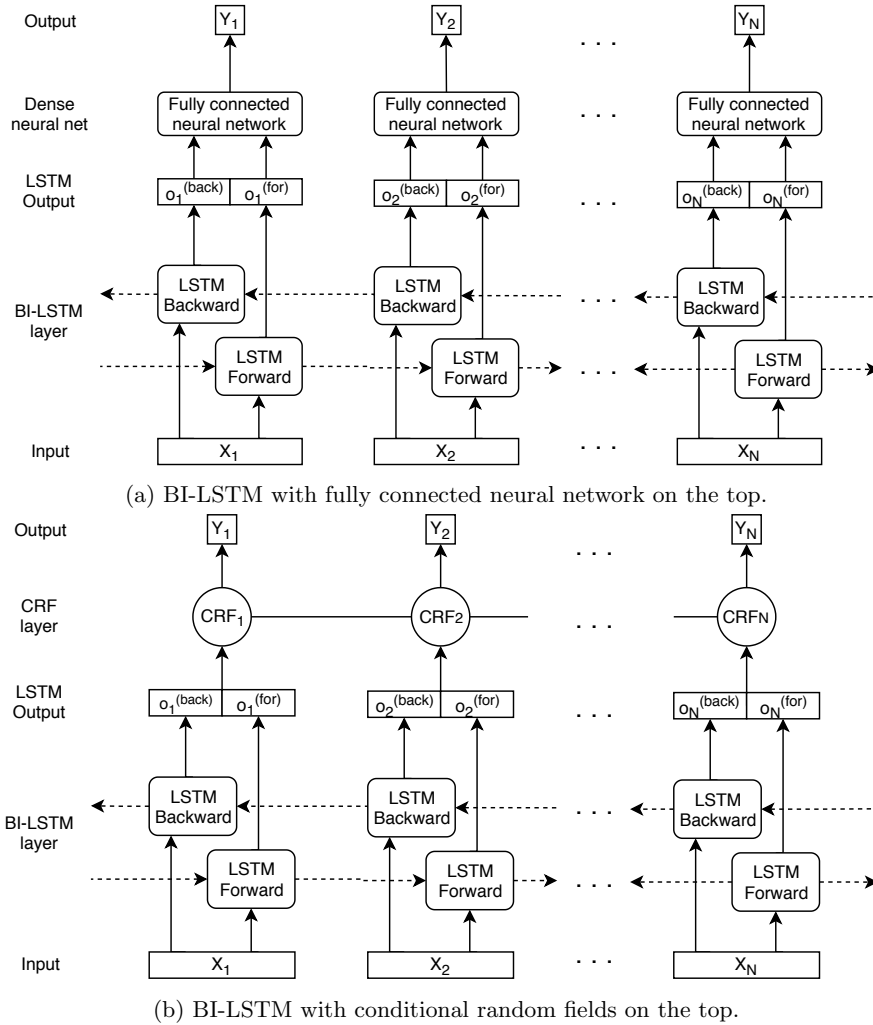 Output Y1 Y2 . . . YN
Dense neural net Fully connected neural network Fully connected neural network . . . Fully connected neural network
LSTM Output o1(back) o1(for) o2(back) o2(for) . . . oN(back) oN(for)
BI-LSTM layer LSTM Backward LSTM Backward . . . LSTM Backward
LSTM Forward LSTM Forward . . . LSTM Forward
Input X1 X2 . . . XN
(a) BI-LSTM with fully connected neural network on the top.
Output Y1 Y2 . . . YN
CRF layer CRF1 CRF2 . . . CRFN
LSTM Output o1(back) o1(for) o2(back) o2(for) . . . oN(back) oN(for)
BI-LSTM layer LSTM Backward LSTM Backward . . . LSTM Backward
LSTM Forward LSTM Forward . . . LSTM Forward
Input X1 X2 . . . XN
(b) BI-LSTM with conditional random fields on the top.